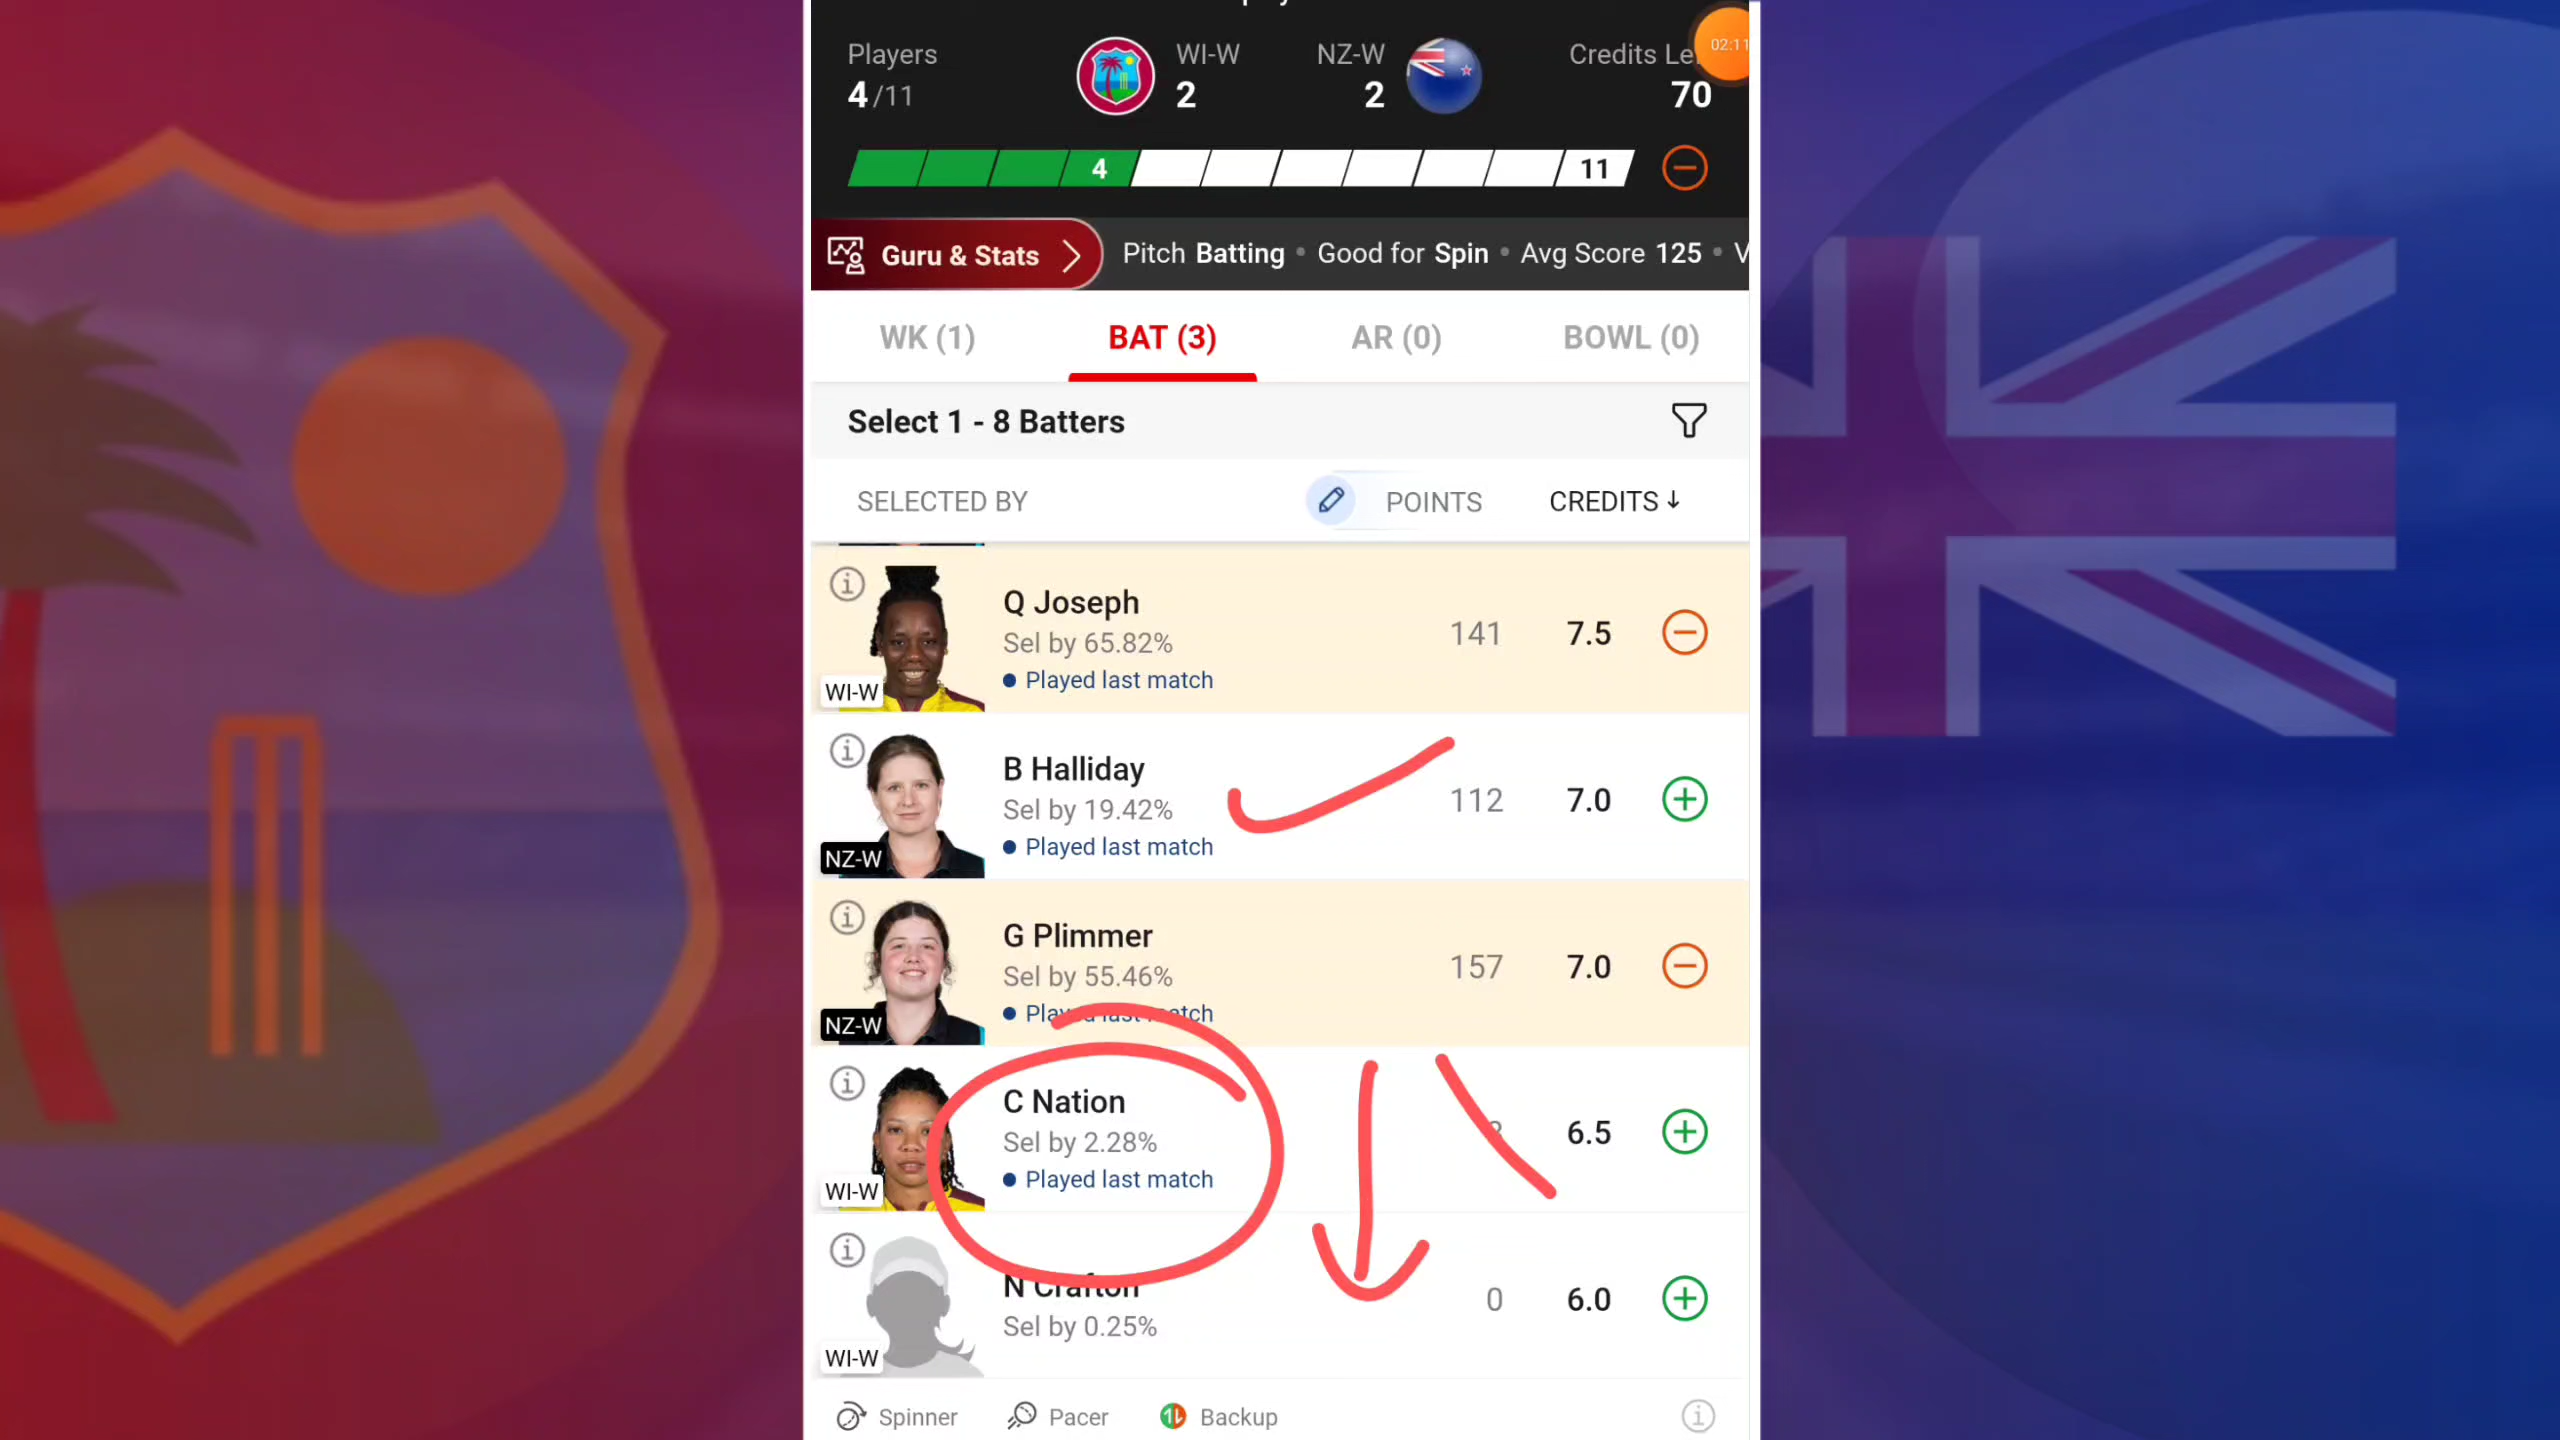 Players
4/11
WI-W
2
NZ-W
2
02:11
70
4
11
Guru & Stats
Pitch Batting • Good for Spin • Avg Score 125 • V
WK (1)
BAT (3)
AR (0)
BOWL (0)
Select 1 - 8 Batters
SELECTED BY
POINTS
CREDITS ↓
Q Joseph
Sel by 65.82%
Played last match
WI-W
141
7.5
B Halliday
Sel by 19.42%
Played last match
NZ-W
112
7.0
G Plimmer
Sel by 55.46%
Played last match
NZ-W
157
7.0
C Nation
Sel by 2.28%
Played last match
WI-W
6.5
N Crafton
Sel by 0.25%
WI-W
0
6.0
Spinner
Pacer
Backup